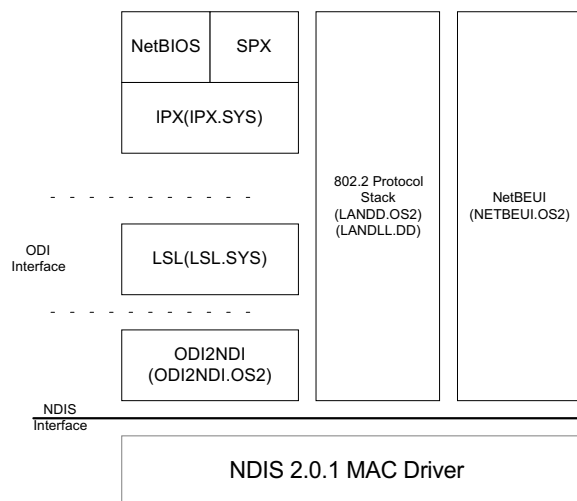 NetBIOS
SPX
IPX(IPX.SYS)
802.2 Protocol
Stack
(LANDD.OS2)
(LANDLL.DD)
NetBEUI
(NETBEUI.OS2)
ODI
Interface
LSL(LSL.SYS)
ODI2NDI
(ODI2NDI.OS2)
NDIS
Interface
NDIS 2.0.1 MAC Driver